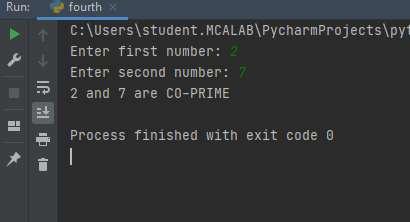 Run: fourth
C:\Users\student.MCALAB\PycharmProjects\pyt
Enter first number: 2
Enter second number: 7
2 and 7 are CO-PRIME
Process finished with exit code 0